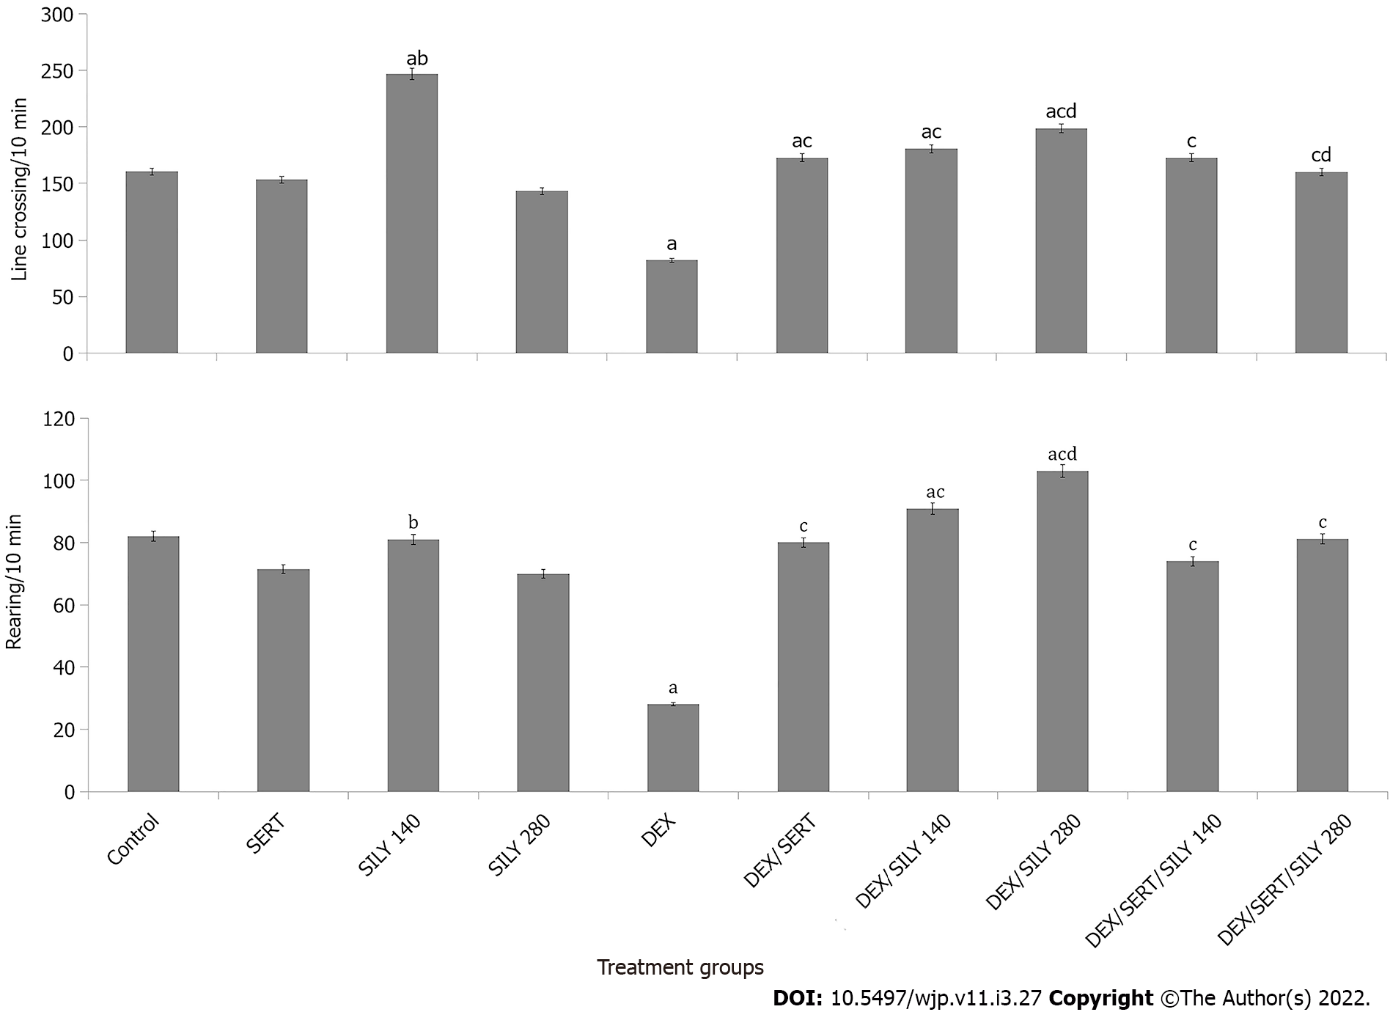 300
250
200
150
100
50
0
Line crossing/10 min
ab
a
ac
ac
acd
c
cd
120
100
80
60
40
20
0
Rearing/10 min
b
a
c
ac
acd
c
c
Control
SERT
SILY 140
SILY 280
DEX
DEX/SERT
DEX/SILY 140
DEX/SILY 280
DEX/SERT/SILY 140
DEX/SERT/SILY 280
Treatment groups
DOI: 10.5497/wjp.v11.i3.27 Copyright ©The Author(s) 2022.